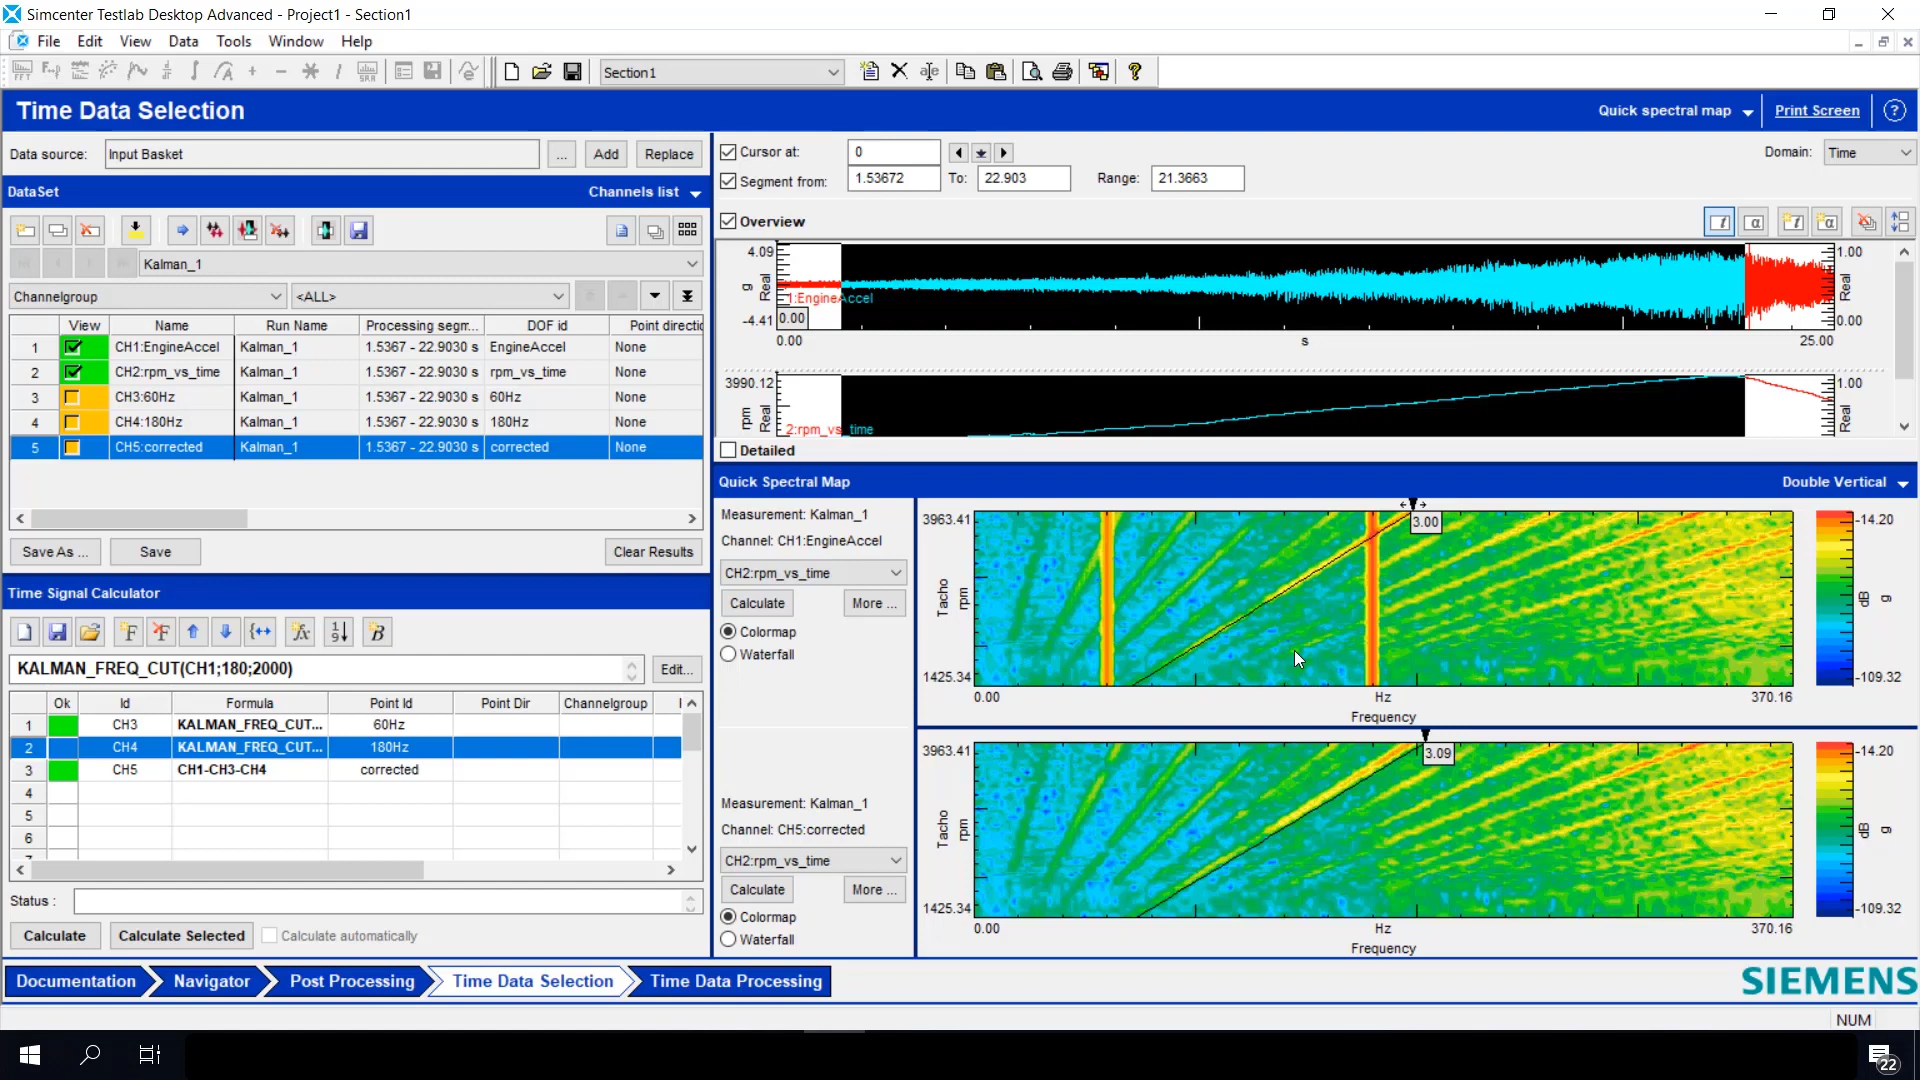 Simcenter Testlab Desktop Advanced - Project1 - Section1
File Edit View Data Tools Window Help
Section1
Time Data Selection
Quick spectral map Print Screen
Data source: Input Basket ... Add Replace
DataSet Channels list
Kalman_1
Channelgroup <ALL>
View Name Run Name Processing segm... DOF id Point directio
1 CH1:EngineAccel Kalman_1 1.5367 - 22.9030 s EngineAccel None
2 CH2:rpm_vs_time Kalman_1 1.5367 - 22.9030 s rpm_vs_time None
3 CH3:60Hz Kalman_1 1.5367 - 22.9030 s 60Hz None
4 CH4:180Hz Kalman_1 1.5367 - 22.9030 s 180Hz None
5 CH5:corrected Kalman_1 1.5367 - 22.9030 s corrected None
Save As ... Save Clear Results
Time Signal Calculator
KALMAN_FREQ_CUT(CH1;180;2000) Edit...
Ok Id Formula Point Id Point Dir Channelgroup
1 CH3 KALMAN_FREQ_CUT... 60Hz
2 CH4 KALMAN_FREQ_CUT... 180Hz
3 CH5 CH1-CH3-CH4 corrected
4
5
6
Status :
Calculate Calculate Selected Calculate automatically
Cursor at: 0
Domain: Time
Segment from: 1.53672 To: 22.903 Range: 21.3663
Overview
4.09
g
Real
-4.41
1:EngineAccel
0.00
1.00
Real
0.00
0.00 s 25.00
3990.12
rpm
Real
2:rpm_vs_time
1.00
Real
Detailed
Quick Spectral Map Double Vertical
Measurement: Kalman_1
Channel: CH1:EngineAccel
CH2:rpm_vs_time
Calculate More ...
Colormap
Waterfall
3963.41
Tacho
rpm
1425.34
3.00
0.00 Hz 370.16
Frequency
-14.20
dB
g
-109.32
Measurement: Kalman_1
Channel: CH5:corrected
CH2:rpm_vs_time
Calculate More ...
Colormap
Waterfall
3963.41
Tacho
rpm
1425.34
3.09
0.00 Hz 370.16
Frequency
-14.20
dB
g
-109.32
Documentation Navigator Post Processing Time Data Selection Time Data Processing
SIEMENS
NUM
22